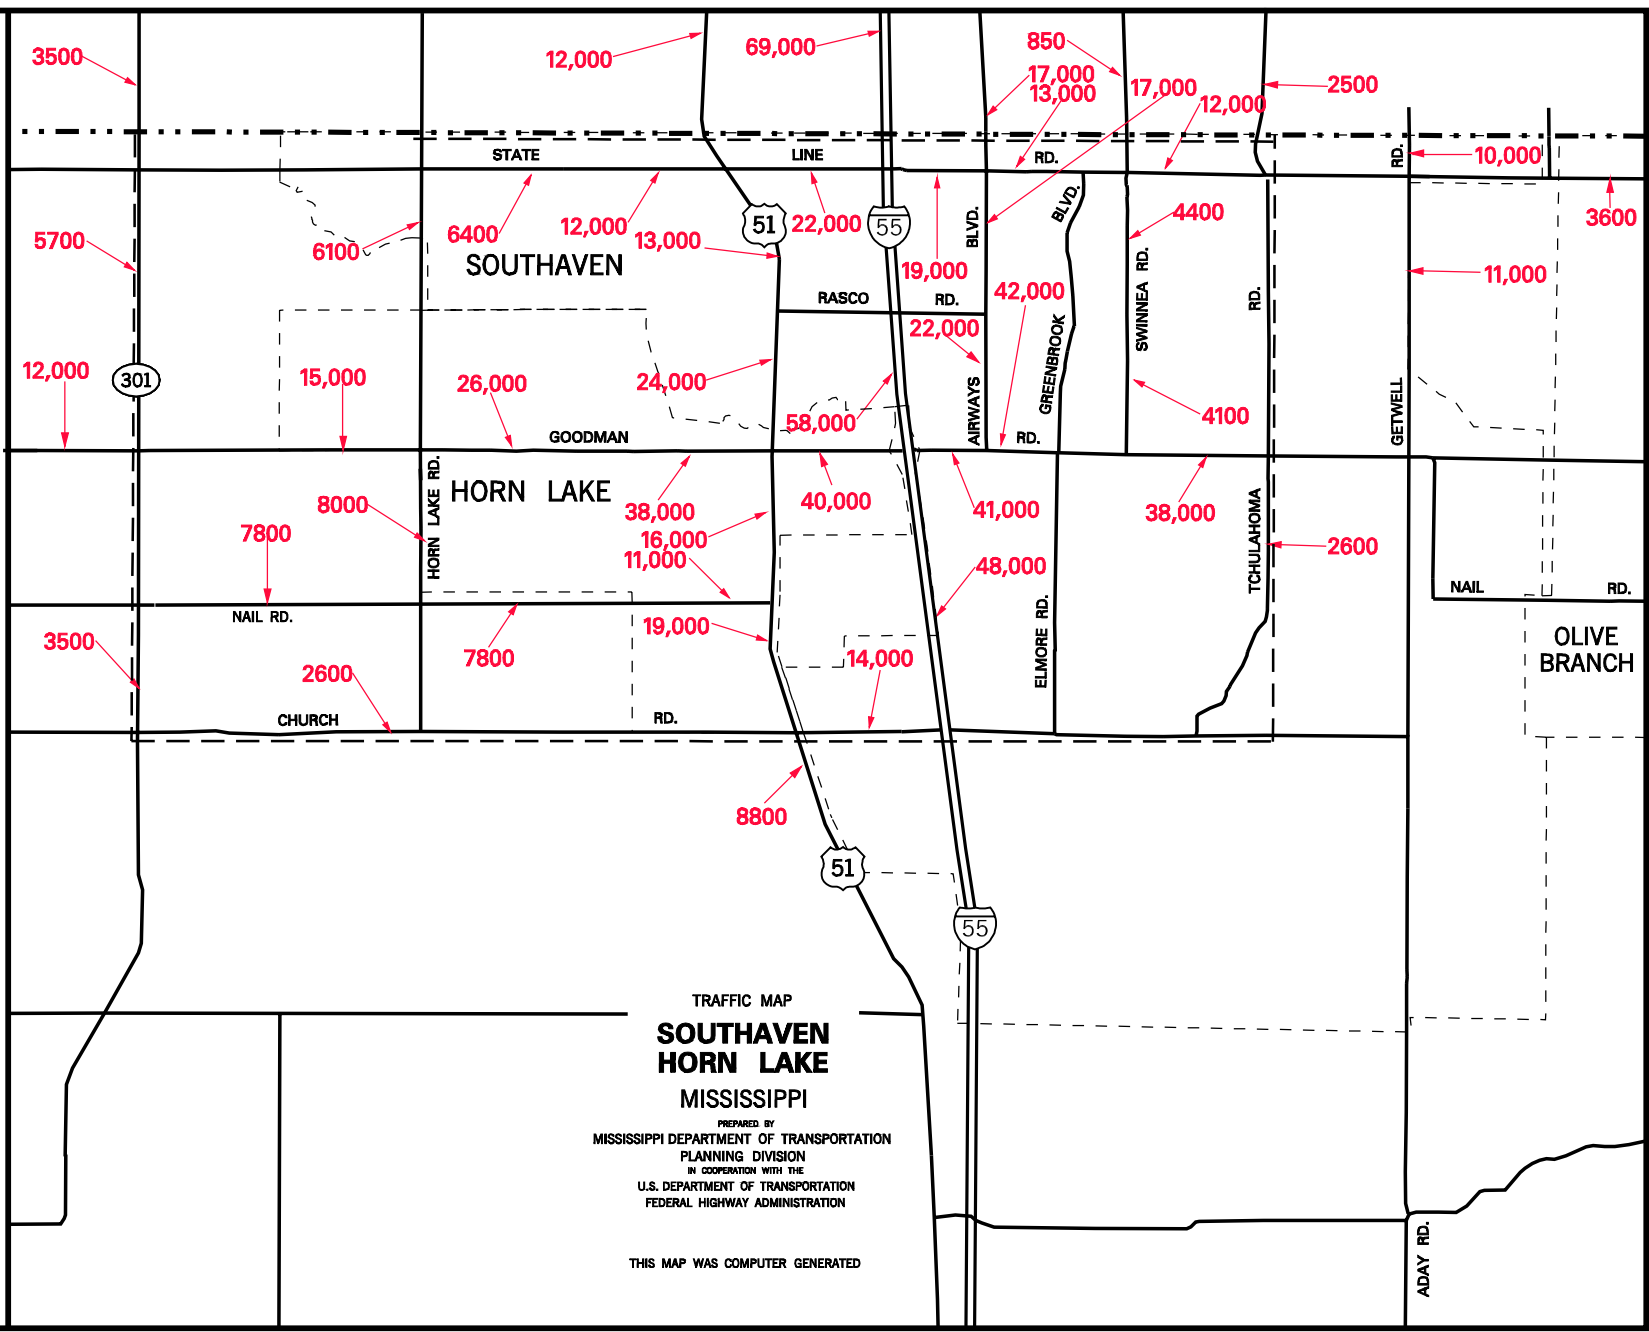 3500
12,000
69,000
850
17,000
13,000
17,000
12,000
2500
STATE
LINE
RD.
RD.
10,000
3600
5700
6100
6400
12,000
13,000
51
22,000
55
19,000
BLVD.
BLVD.
4400
11,000
SOUTHAVEN
RASCO
RD.
42,000
22,000
SWINNEA RD.
RD.
GREENBROOK
12,000
301
15,000
26,000
24,000
58,000
AIRWAYS
4100
GETWELL
GOODMAN
RD.
HORN LAKE
HORN LAKE RD.
8000
7800
38,000
16,000
11,000
40,000
41,000
38,000
TCHULAHOMA
2600
48,000
NAIL RD.
NAIL
RD.
3500
7800
19,000
14,000
ELMORE RD.
OLIVE
BRANCH
2600
CHURCH
RD.
8800
51
55
TRAFFIC MAP
SOUTHAVEN
HORN LAKE
MISSISSIPPI
PREPARED BY
MISSISSIPPI DEPARTMENT OF TRANSPORTATION
PLANNING DIVISION
IN COOPERATION WITH THE
U.S. DEPARTMENT OF TRANSPORTATION
FEDERAL HIGHWAY ADMINISTRATION
THIS MAP WAS COMPUTER GENERATED
ADAY RD.